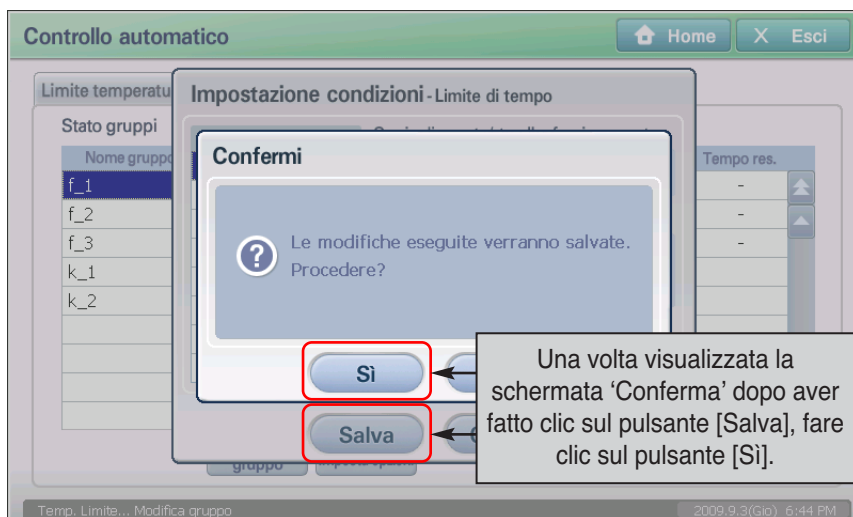 Controllo automatico
Home
X Esci
Limite temperatu
Impostazione condizioni - Limite di tempo
Stato gruppi
Nome gruppo
Tempo res.
Confermi
f_1
-
f_2
-
f_3
-
k_1
k_2
Le modifiche eseguite verranno salvate.
Procedere?
Sì
Salva
Una volta visualizzata la
schermata ‘Conferma’ dopo aver
fatto clic sul pulsante [Salva], fare
clic sul pulsante [Sì].
gruppo
Temp. Limite... Modifica gruppo
2009.9.3(Gio) 6:44 PM